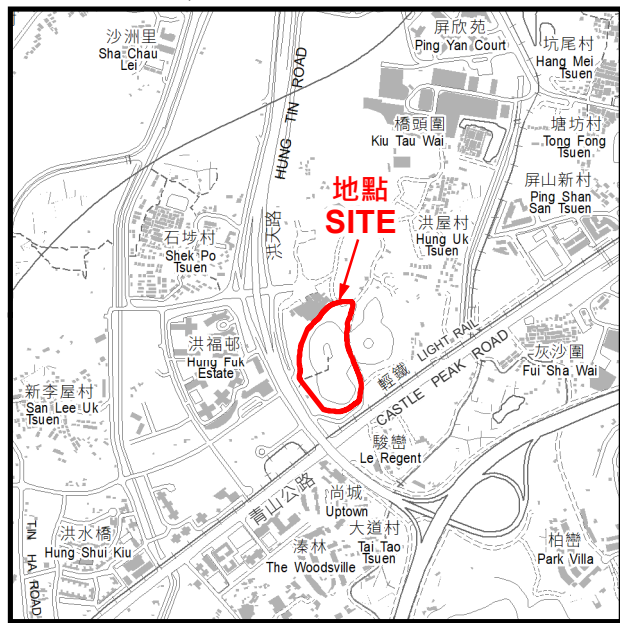 沙洲里
Sha Chau
Lei
屏欣苑
Ping Yan Court
坑尾村
Hang Mei
Tsuen
HUNG TIN ROAD
洪天路
橋頭圍
Kiu Tau Wai
塘坊村
Tong Fong
Tsuen
屏山新村
Ping Shan
San Tsuen
地點
SITE
石埗村
Shek Po
Tsuen
洪屋村
Hung Uk
Tsuen
洪福邨
Hung Fuk
Estate
輕鐵
LIGHT RAIL
CASTLE PEAK ROAD
青山公路
灰沙圍
Fui Sha Wai
新李屋村
San Lee Uk
Tsuen
駿巒
Le Regent
尚城
Uptown
大道村
Tai Tao
Tsuen
溱林
The Woodsville
洪水橋
Hung Shui Kiu
TIN HA ROAD
柏巒
Park Villa